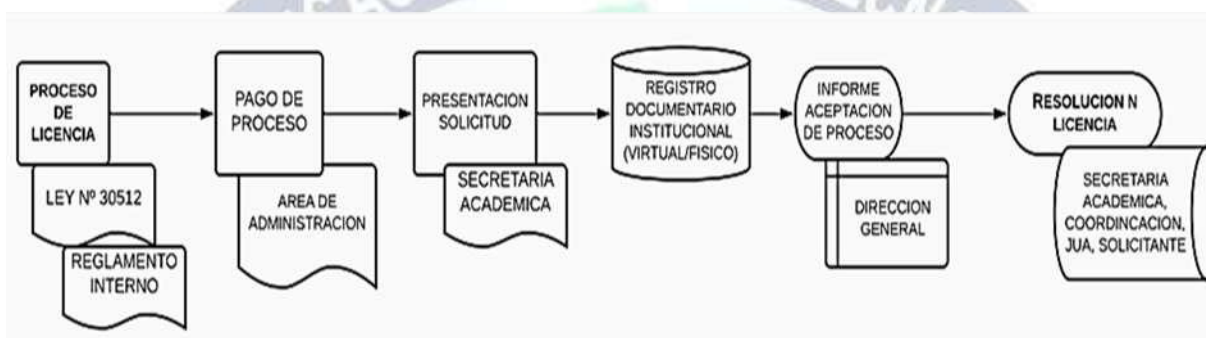 PROCESO
DE
LICENCIA
LEY Nº 30512
REGLAMENTO
INTERNO
PAGO DE
PROCESO
AREA DE
ADMINISTRACION
PRESENTACION
SOLICITUD
SECRETARIA
ACADEMICA
REGISTRO
DOCUMENTARIO
INSTITUCIONAL
(VIRTUAL/FISICO)
INFORME
ACEPTACION
DE PROCESO
DIRECCION
GENERAL
RESOLUCION N
LICENCIA
SECRETARIA
ACADEMICA,
COORDINCACION,
JUA, SOLICITANTE